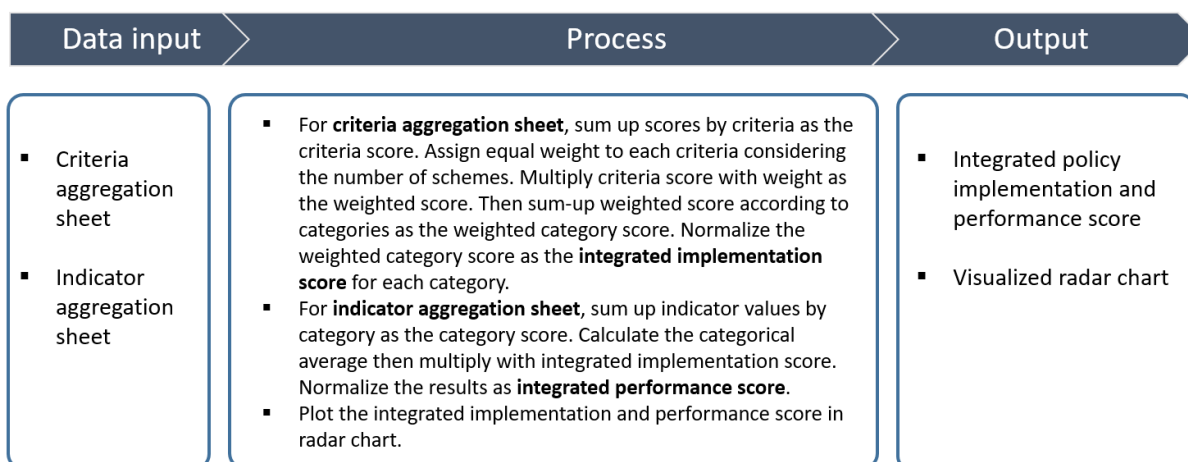 Data input
Process
Output
▪ Criteria
aggregation
sheet
▪ Indicator
aggregation
sheet
▪ For criteria aggregation sheet, sum up scores by criteria as the
criteria score. Assign equal weight to each criteria considering
the number of schemes. Multiply criteria score with weight as
the weighted score. Then sum-up weighted score according to
categories as the weighted category score. Normalize the
weighted category score as the integrated implementation
score for each category.
▪ For indicator aggregation sheet, sum up indicator values by
category as the category score. Calculate the categorical
average then multiply with integrated implementation score.
Normalize the results as integrated performance score.
▪ Plot the integrated implementation and performance score in
radar chart.
▪ Integrated policy
implementation and
performance score
▪ Visualized radar chart